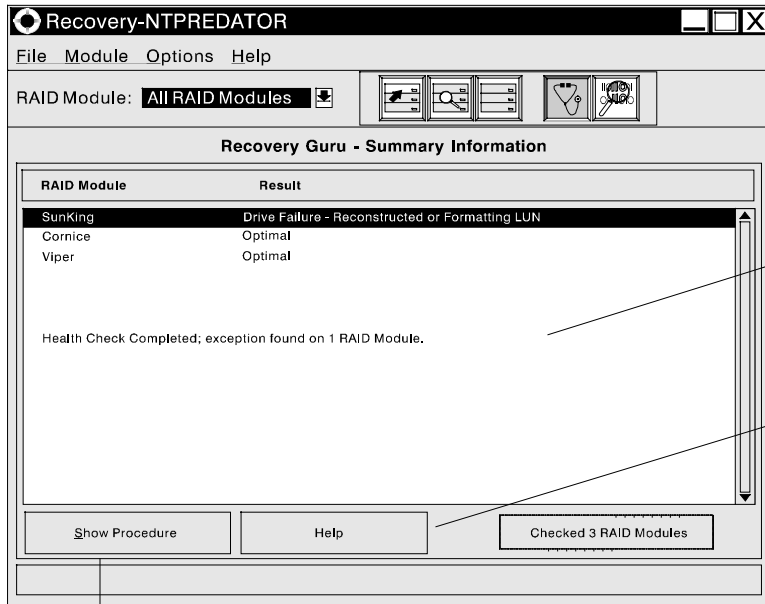 Recovery-NTPREDATOR
File Module Options Help
RAID Module: All RAID Modules
Recovery Guru - Summary Information
RAID Module Result
SunKing Drive Failure - Reconstructed or Formatting LUN
Cornice Optimal
Viper Optimal
Health Check Completed; exception found on 1 RAID Module.
Show Procedure Help Checked 3 RAID Modules